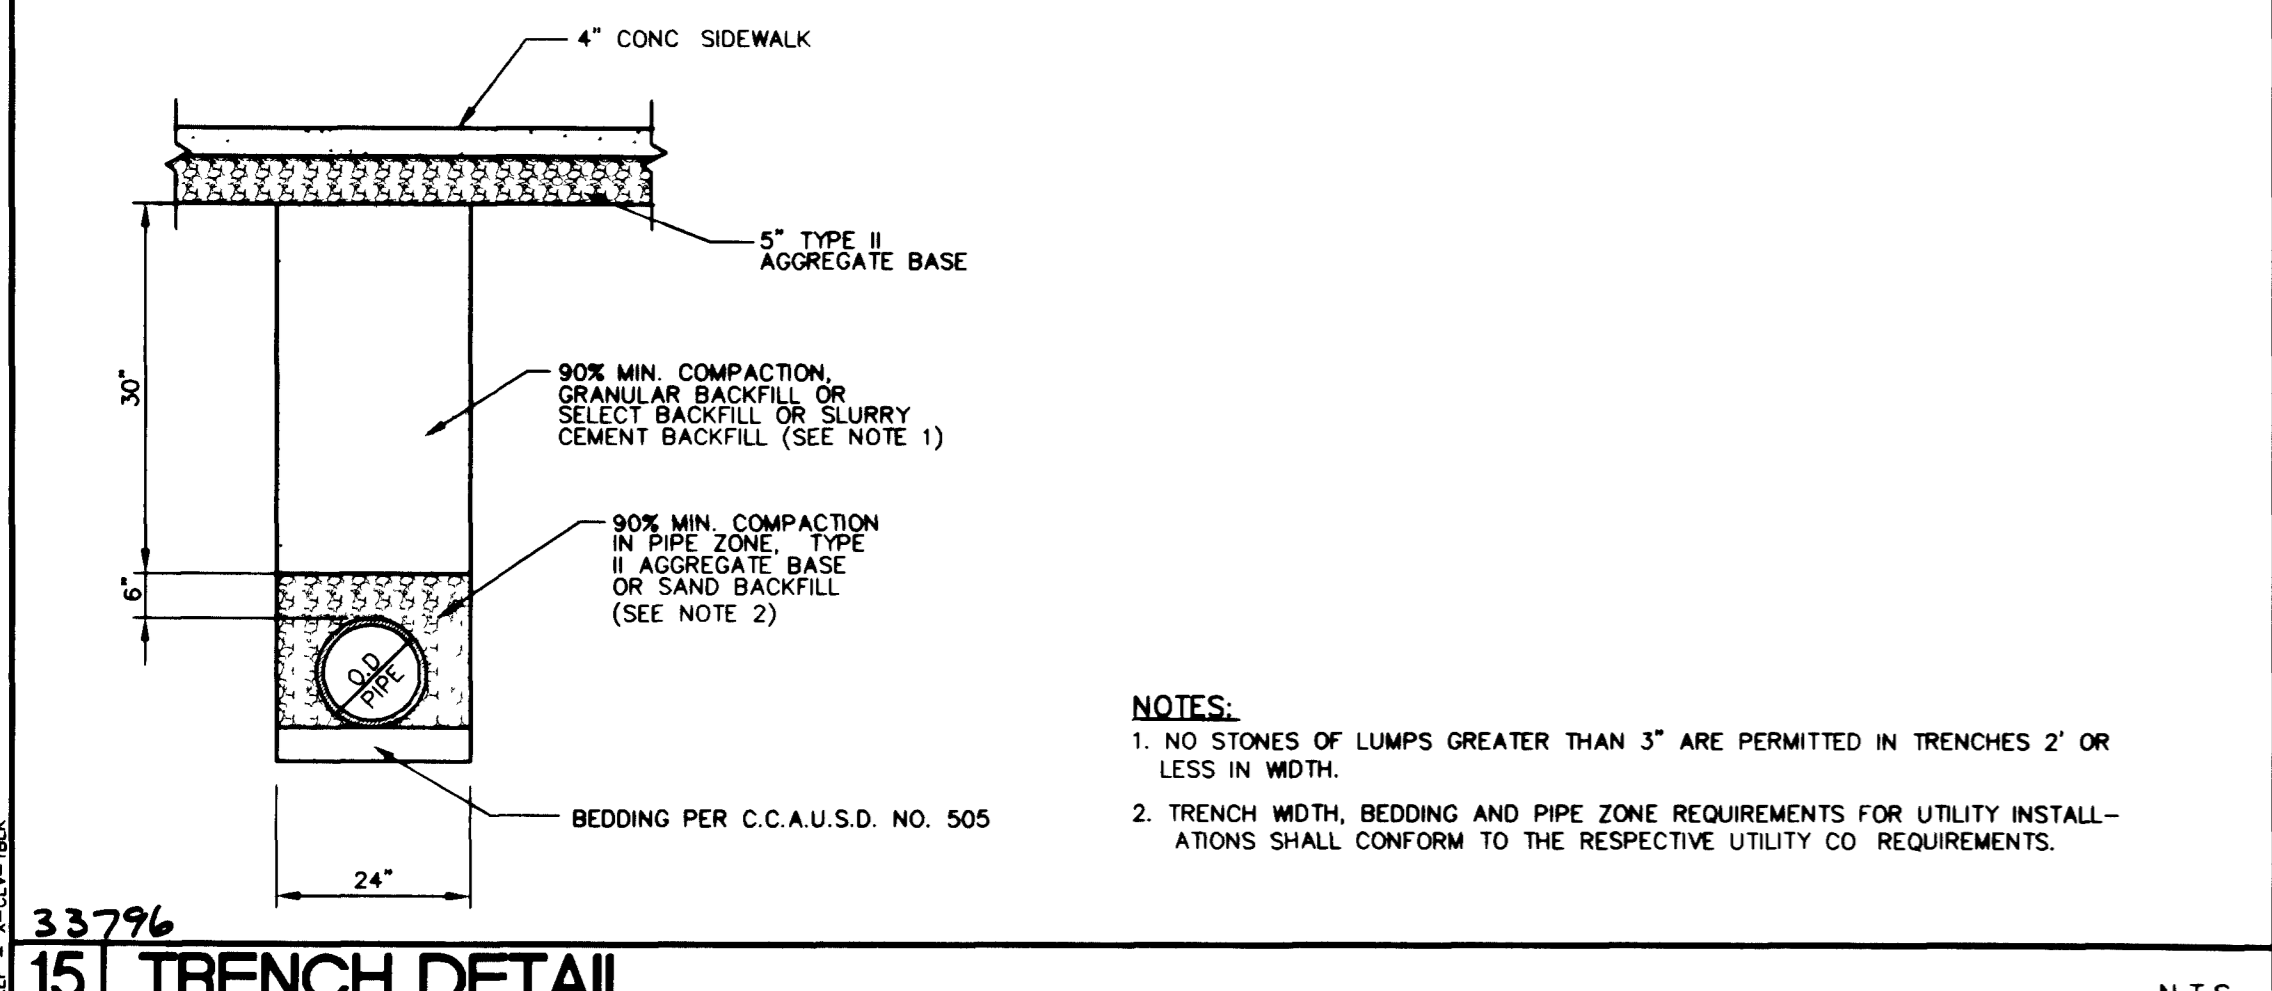 4" CONC SIDEWALK
5" TYPE II
AGGREGATE BASE
30"
90% MIN. COMPACTION,
GRANULAR BACKFILL OR
SELECT BACKFILL OR SLURRY
CEMENT BACKFILL (SEE NOTE 1)
90% MIN. COMPACTION
IN PIPE ZONE, TYPE
II AGGREGATE BASE
OR SAND BACKFILL
(SEE NOTE 2)
6"
O.D
PIPE
BEDDING PER C.C.A.U.S.D. NO. 505
24"
NOTES:
1. NO STONES OF LUMPS GREATER THAN 3" ARE PERMITTED IN TRENCHES 2' OR
LESS IN WIDTH.
2. TRENCH WIDTH, BEDDING AND PIPE ZONE REQUIREMENTS FOR UTILITY INSTALL-
ATIONS SHALL CONFORM TO THE RESPECTIVE UTILITY CO REQUIREMENTS.
33796
15 TRENCH DETAIL
N.T.S.